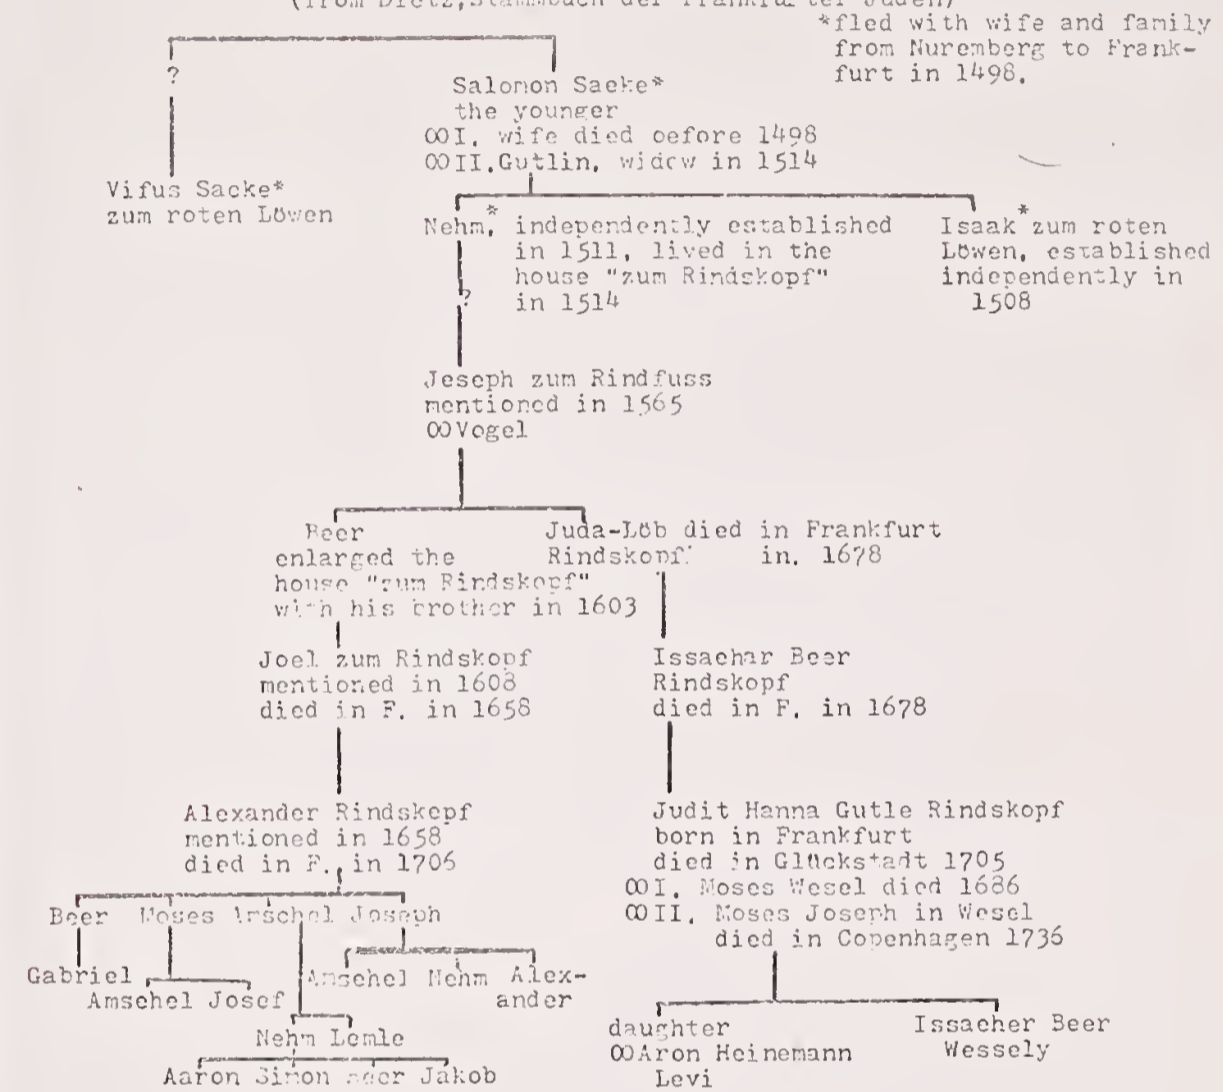 (from Dietz, Stammbuch der Frankfurter Juden)
*fled with wife and family
from Nuremberg to Frank-
furt in 1498.
?
Salomon Sacke*
the younger
∞I. wife died before 1498
∞II.Gutlin, widow in 1514
Vifus Sacke*
zum roten Löwen
Nehm,* independently established
in 1511, lived in the
house "zum Rindskopf"
in 1514
Isaak* zum roten
Löwen, established
independently in
1508
?
Joseph zum Rindfuss
mentioned in 1565
∞Vogel
Beer
enlarged the
house "zum Rindskopf"
with his brother in 1603
Juda-Löb died in Frankfurt
Rindskopf. in. 1678
Joel zum Rindskopf
mentioned in 1608
died in F. in 1658
Issachar Beer
Rindskopf
died in F. in 1678
Alexander Rindskopf
mentioned in 1658
died in F. in 1706
Judit Hanna Gutle Rindskopf
born in Frankfurt
died in Glückstadt 1705
∞I. Moses Wesel died 1686
∞II. Moses Joseph in Wesel
died in Copenhagen 1736
Beer Moses Arschel Joseph
Gabriel
Amschel Josef
Amschel Nehm Alex-
ander
Nehm Lemle
Aaron Simon Jakob
daughter
∞Aron Heinemann
Levi
Issacher Beer
Wessely